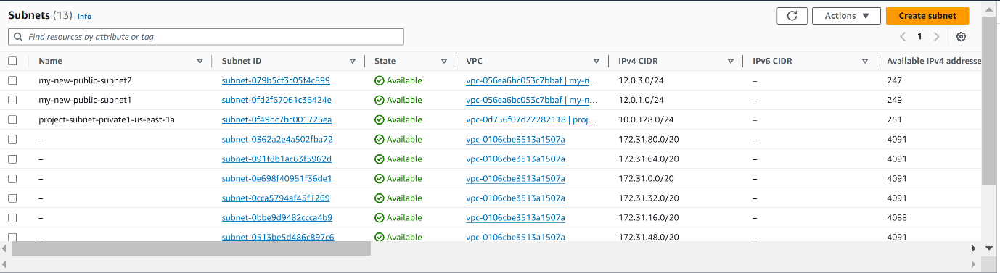 Subnets (13) Info
Actions
Create subnet
Find resources by attribute or tag
1
Name Subnet ID State VPC IPv4 CIDR IPv6 CIDR Available IPv4 addresse
my-new-public-subnet2 subnet-079b5cf3c05f4c899 Available vpc-056ea6bc053c7bbaf | my-n... 12.0.3.0/24 – 247
my-new-public-subnet1 subnet-0fd2f67061c36424e Available vpc-056ea6bc053c7bbaf | my-n... 12.0.1.0/24 – 249
project-subnet-private1-us-east-1a subnet-0f49bc7bc001726ea Available vpc-0d756f07d22282118 | proj... 10.0.128.0/24 – 251
– subnet-0362a2e4a502fba72 Available vpc-0106cbe3513a1507a 172.31.80.0/20 – 4091
– subnet-091f8b1ac63f5962d Available vpc-0106cbe3513a1507a 172.31.64.0/20 – 4091
– subnet-0e698f40951f36de1 Available vpc-0106cbe3513a1507a 172.31.0.0/20 – 4091
– subnet-0cca5794af45f1269 Available vpc-0106cbe3513a1507a 172.31.32.0/20 – 4091
– subnet-0bbe9d9482ccca4b9 Available vpc-0106cbe3513a1507a 172.31.16.0/20 – 4088
– subnet-0513be5d486c897c6 Available vpc-0106cbe3513a1507a 172.31.48.0/20 – 4091